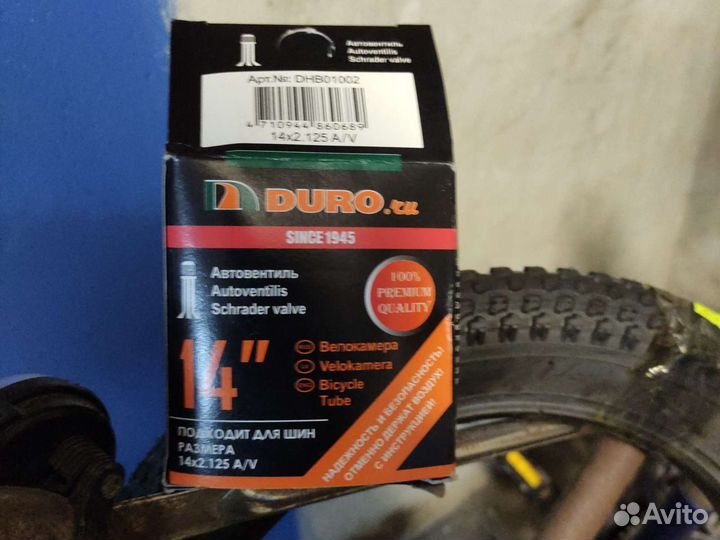 Автовентиль
Autoventilis
Schrader valve
Арт.№: DHB01002
4 710944 860689
14x2.125 A/V
DURO.ru
SINCE 1945
Автовентиль
Autoventilis
Schrader valve
100%
PREMIUM
QUALITY
14"
Велокамера
Velokamera
Bicycle
Tube
ПОДХОДИТ ДЛЯ ШИН
РАЗМЕРА
14x2.125 A/V
НАДЕЖНОСТЬ И БЕЗОПАСНОСТЬ!
ОТМЕННО ДЕРЖАТ ВОЗДУХ!
С ИНСТРУКЦИЕЙ!
Avito